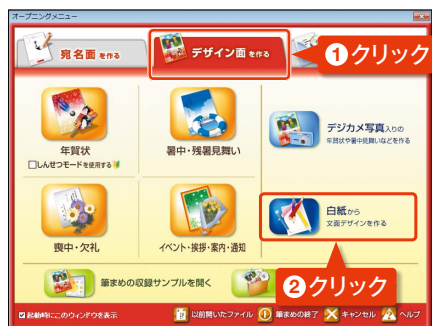 オープニングメニュー
宛名面 を作る
デザイン面 を作る
1 クリック
年賀状
しんせつモードを使用する
暑中・残暑見舞い
デジカメ写真入りの
年賀状や暑中見舞いなどを作る
喪中・欠礼
イベント・挨拶・案内・通知
白紙から
文面デザインを作る
2 クリック
筆まめの収録サンプルを開く
起動時にこのウィンドウを表示
以前開いたファイル
筆まめの終了
キャンセル
ヘルプ